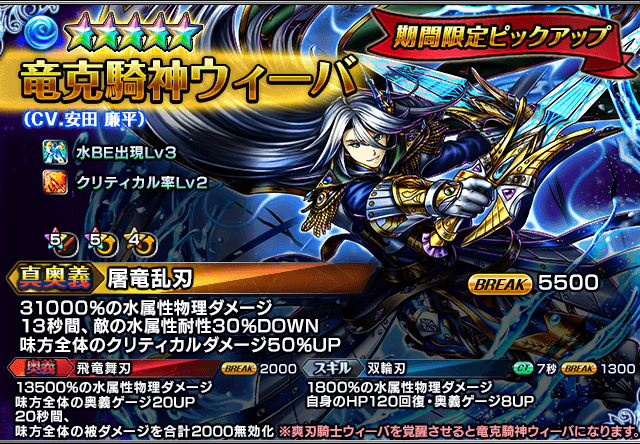 期間限定ピックアップ
竜克騎神ウィーバ
(CV.安田 廉平)
水BE出現Lv3
クリティカル率Lv2
5 5 4
真奥義 屠竜乱刃 BREAK 5500
31000%の水属性物理ダメージ
13秒間、敵の水属性耐性30%DOWN
味方全体のクリティカルダメージ50%UP
奥義 飛竜舞刃 BREAK 2000
13500%の水属性物理ダメージ
味方全体の奥義ゲージ20UP
20秒間、
味方全体の被ダメージを合計2000無効化
スキル 双輪刃 CT 7秒 BREAK 1300
1800%の水属性物理ダメージ
自身のHP120回復・奥義ゲージ8UP
※爽刃騎士ウィーバを覚醒させると竜克騎神ウィーバになります。